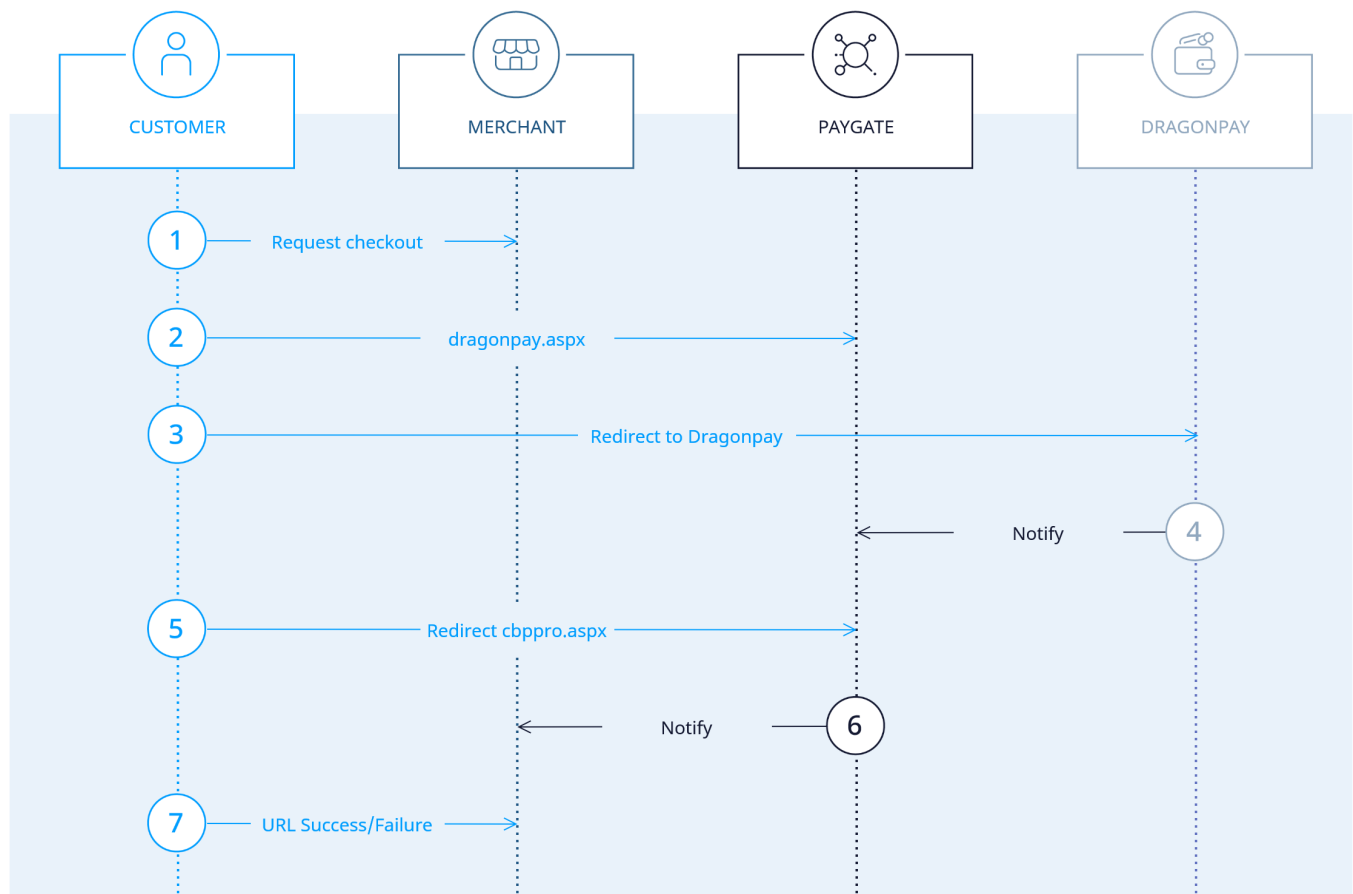 CUSTOMER
MERCHANT
PAYGATE
DRAGONPAY
1
Request checkout
2
dragonpay.aspx
3
Redirect to Dragonpay
Notify
4
5
Redirect cbppro.aspx
Notify
6
7
URL Success/Failure